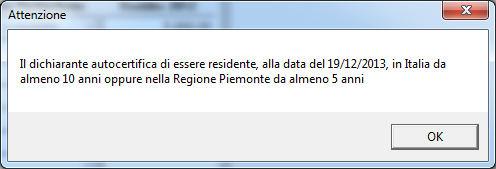 Attenzione
Il dichiarante autocertifica di essere residente, alla data del 19/12/2013, in Italia da
almeno 10 anni oppure nella Regione Piemonte da almeno 5 anni
OK